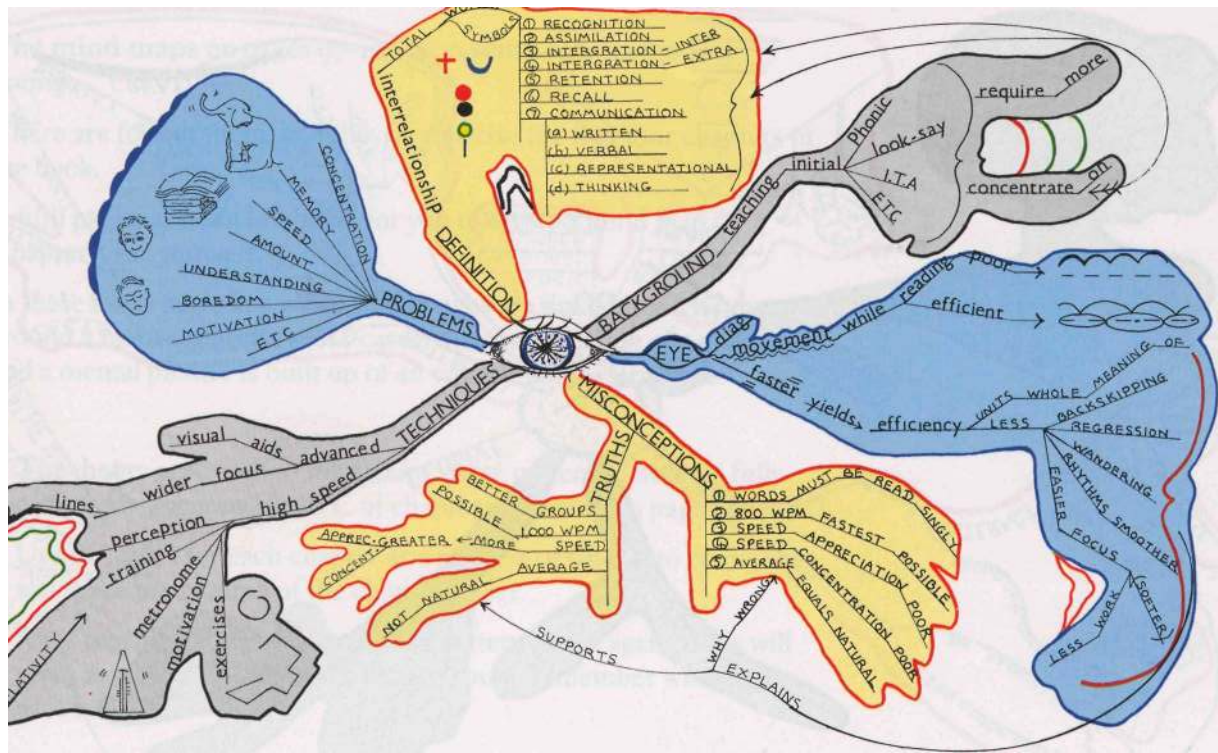 DEFINITION
interrelationship
TOTAL
SYMBOLS
① RECOGNITION
② ASSIMILATION
③ INTERGRATION - INTER
④ INTERGRATION - EXTRA
⑤ RETENTION
⑥ RECALL
⑦ COMMUNICATION
(a) WRITTEN
(b) VERBAL
(c) REPRESENTATIONAL
(d) THINKING
BACKGROUND teaching
initial
Phonic
look-say
I.T.A
ETC
require more
concentrate on
PROBLEMS
CONCENTRATION
MEMORY
SPEED
AMOUNT
UNDERSTANDING
BOREDOM
MOTIVATION
ETC
EYE
diag
movement while reading poor
efficient
faster yields efficiency
UNITS WHOLE MEANING OF
LESS
BACKSKIPPING
REGRESSION
WANDERING
RHYTHMS SMOOTHER
EASIER FOCUS (SOFTER)
LESS WORK
TECHNIQUES
advanced
visual aids
wider focus
lines
high speed
perception
training
metronome
motivation
exercises
MISCONCEPTIONS
① WORDS MUST BE READ SINGLY
② 800 WPM FASTEST POSSIBLE
③ SPEED APPRECIATION POOR
④ SPEED CONCENTRATION POOR
⑤ AVERAGE EQUALS NATURAL
TRUTHS
BETTER GROUPS
POSSIBLE 1,000 WPM
APPREC. GREATER ← MORE SPEED
CONCENT.
NOT NATURAL AVERAGE
SUPPORTS
WHY WRONG
EXPLAINS